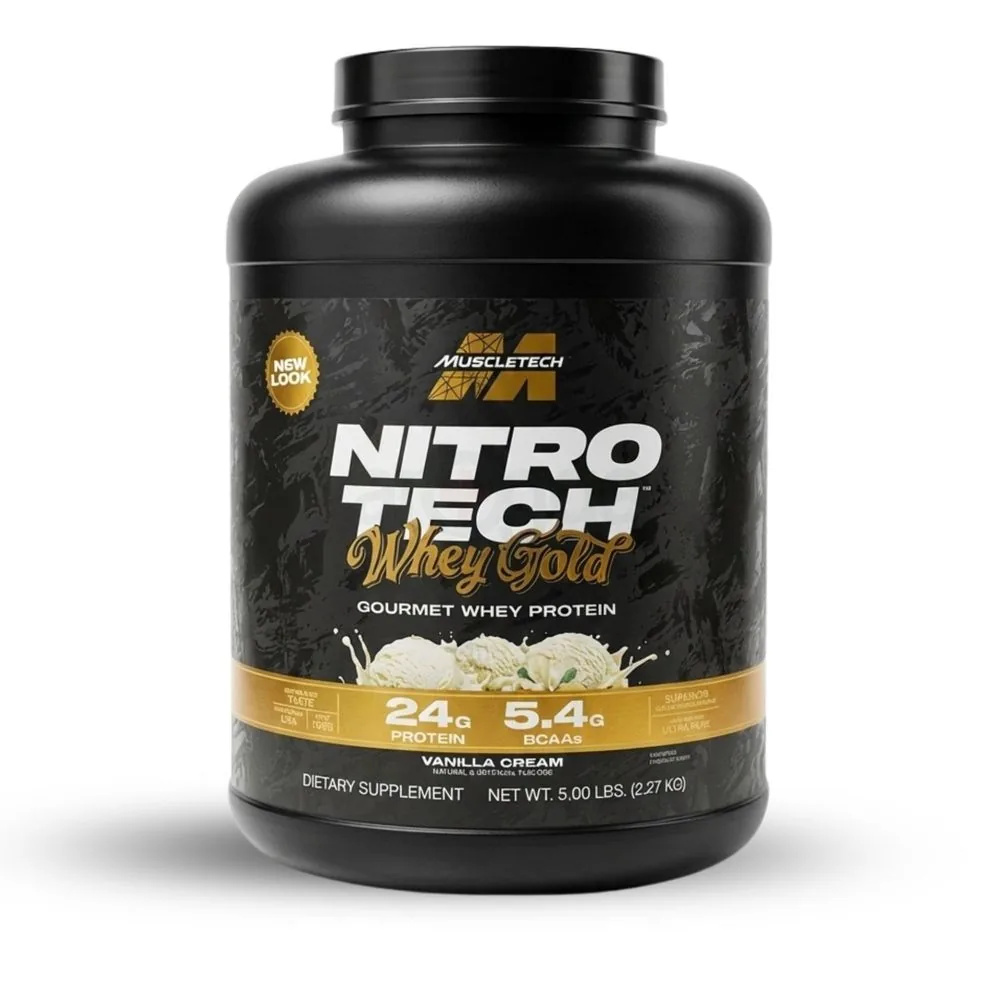 MUSCLETECH
NEW
LOOK
NITRO
TECH
Whey Gold
GOURMET WHEY PROTEIN
24G
PROTEIN
5.4G
BCAAs
VANILLA CREAM
DIETARY SUPPLEMENT NET WT. 5.00 LBS. (2.27 KG)